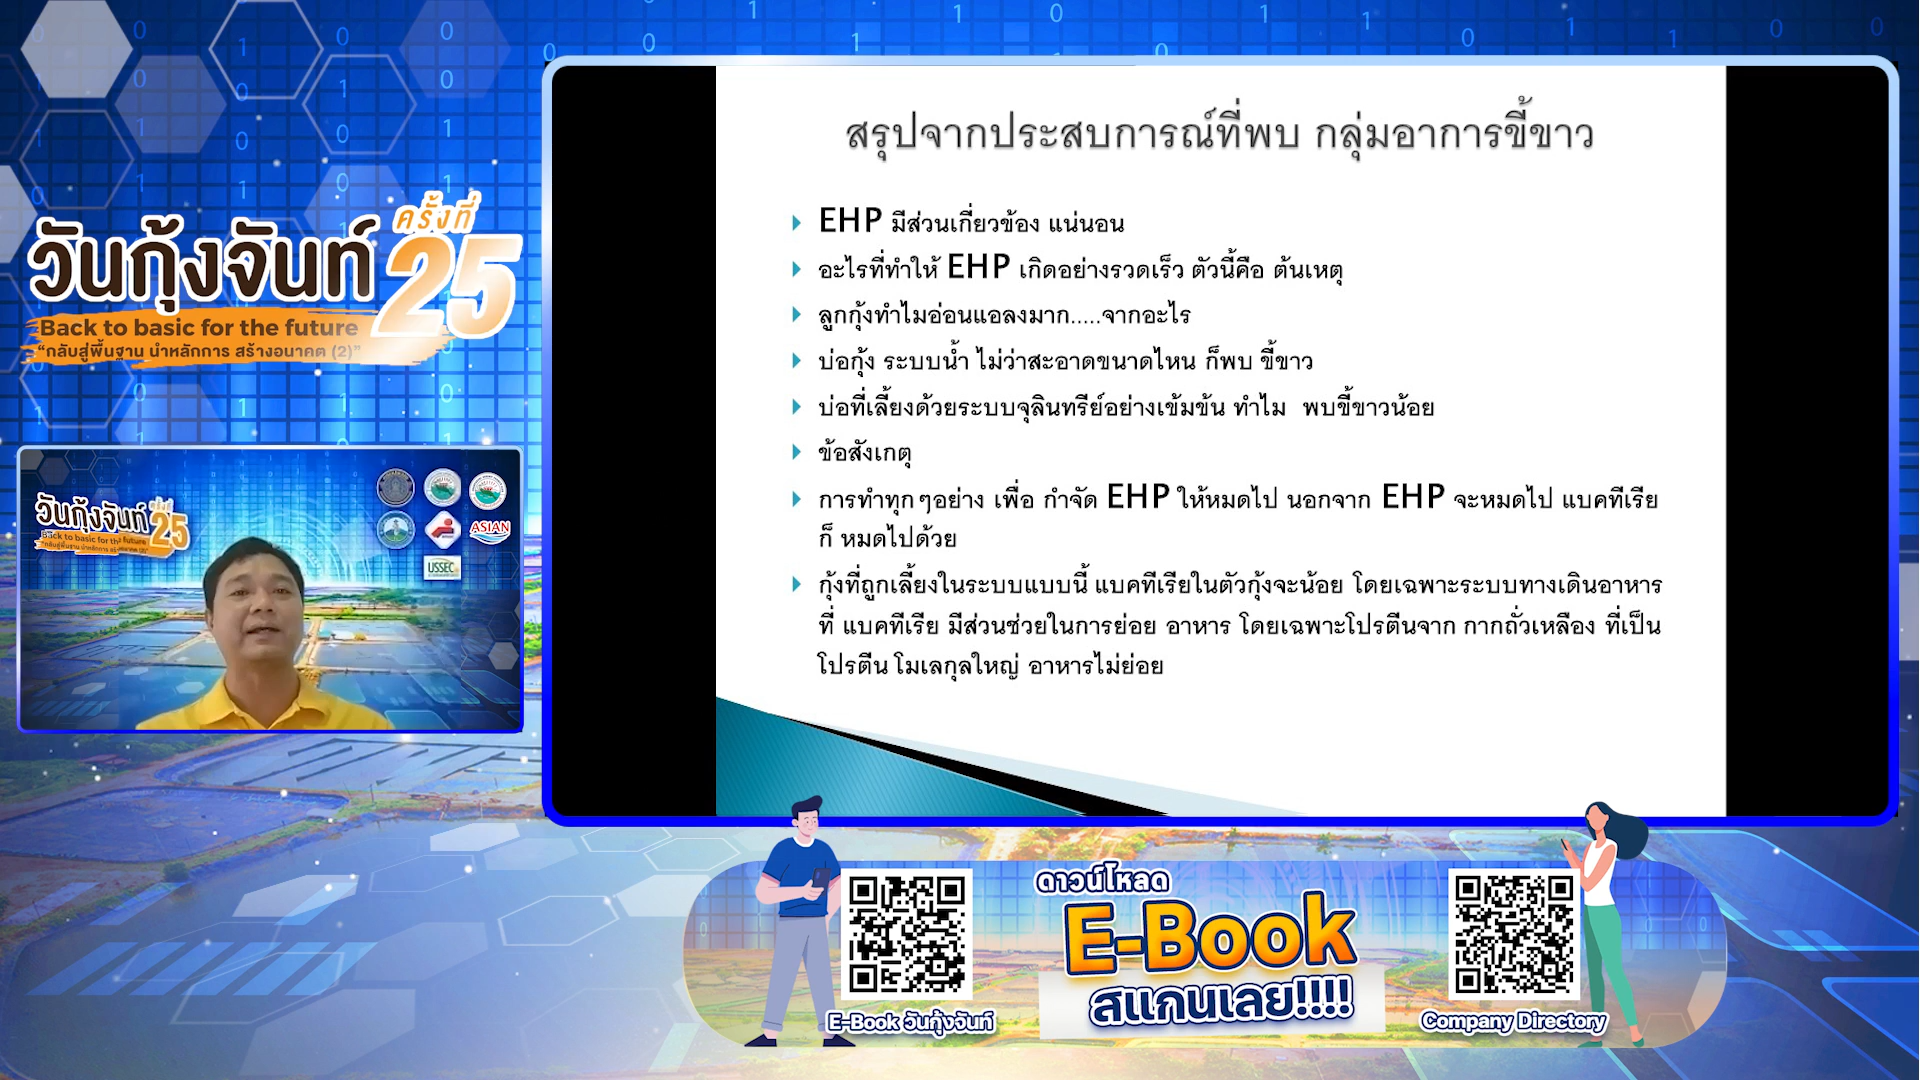 วันกุ้งจันท์ ครั้งที่ 25
Back to basic for the future
“กลับสู่พื้นฐาน นำหลักการ สร้างอนาคต (2)”
วันกุ้งจันท์ ครั้งที่ 25
Back to basic for the future
ASIAN
USSEC
สรุปจากประสบการณ์ที่พบ กลุ่มอาการขี้ขาว
EHP มีส่วนเกี่ยวข้อง แน่นอน
อะไรที่ทำให้ EHP เกิดอย่างรวดเร็ว ตัวนี้คือ ต้นเหตุ
ลูกกุ้งทำไมอ่อนแอลงมาก.....จากอะไร
บ่อกุ้ง ระบบน้ำ ไม่ว่าสะอาดขนาดไหน ก็พบ ขี้ขาว
บ่อที่เลี้ยงด้วยระบบจุลินทรีย์อย่างเข้มข้น ทำไม พบขี้ขาวน้อย
ข้อสังเกตุ
การทำทุกๆอย่าง เพื่อ กำจัด EHP ให้หมดไป นอกจาก EHP จะหมดไป แบคทีเรีย
ก็ หมดไปด้วย
กุ้งที่ถูกเลี้ยงในระบบแบบนี้ แบคทีเรียในตัวกุ้งจะน้อย โดยเฉพาะระบบทางเดินอาหาร
ที่ แบคทีเรีย มีส่วนช่วยในการย่อย อาหาร โดยเฉพาะโปรตีนจาก กากถั่วเหลือง ที่เป็น
โปรตีน โมเลกุลใหญ่ อาหารไม่ย่อย
ดาวน์โหลด
E-Book
สแกนเลย!!!!
E-Book วันกุ้งจันท์
Company Directory